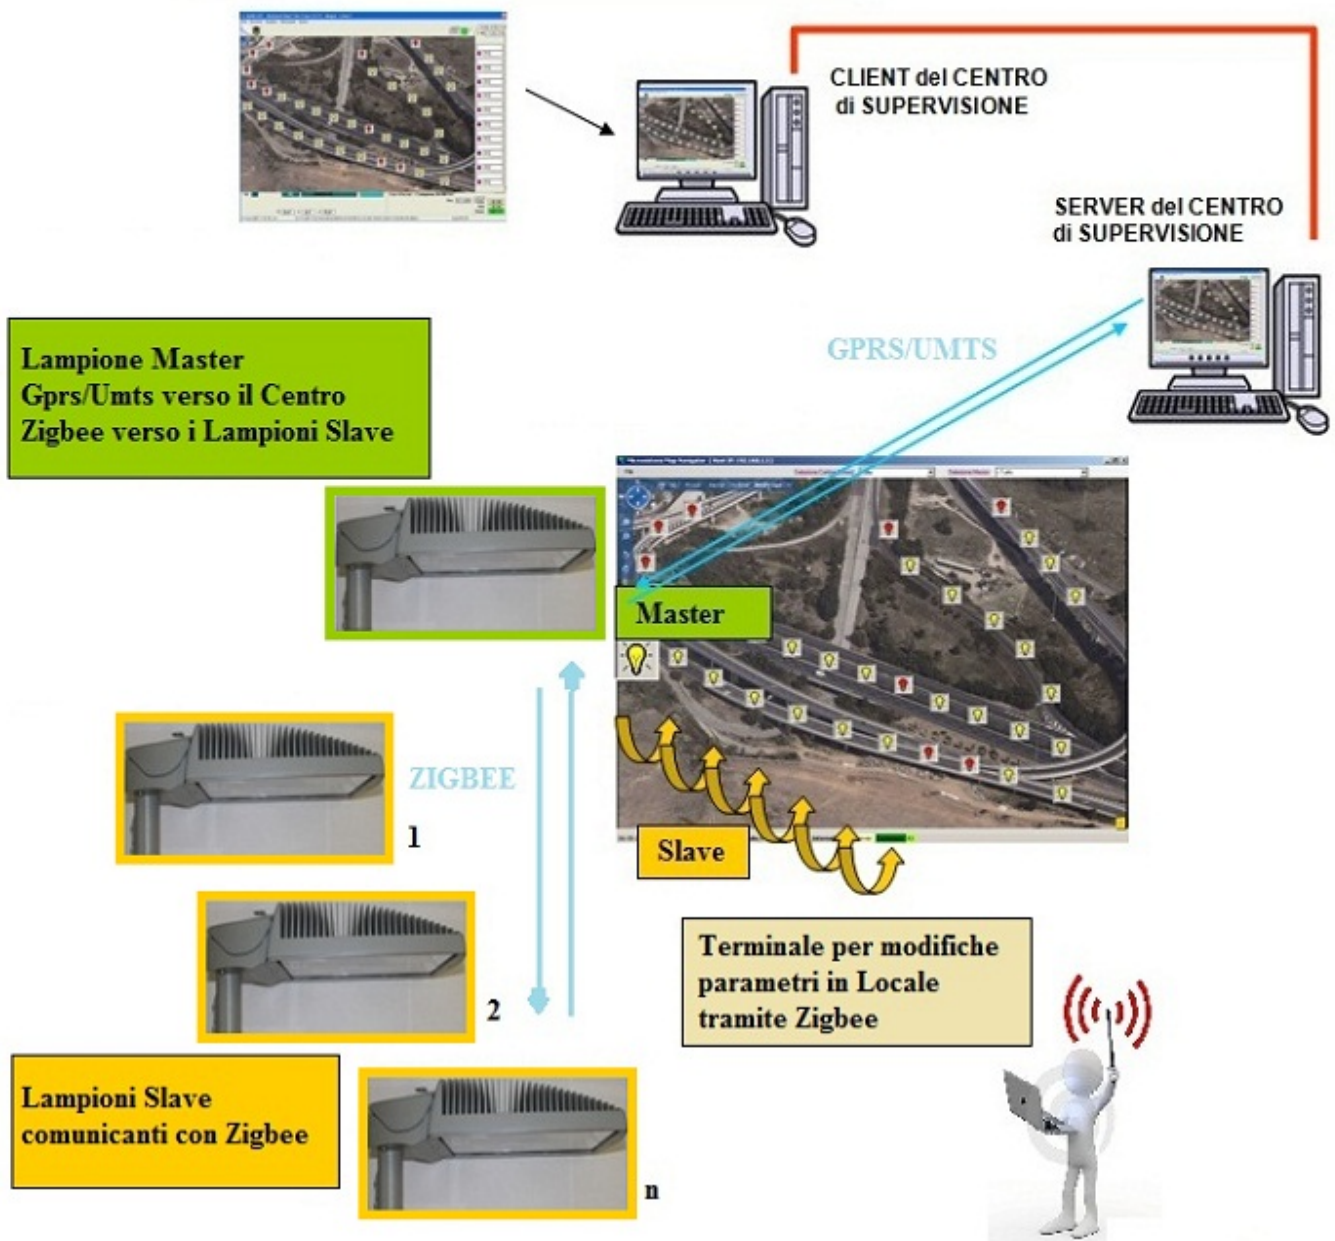 CLIENT del CENTRO
di SUPERVISIONE
SERVER del CENTRO
di SUPERVISIONE
GPRS/UMTS
Lampione Master
Gprs/Umts verso il Centro
Zigbee verso i Lampioni Slave
Master
ZIGBEE
1
Slave
2
Terminale per modifiche
parametri in Locale
tramite Zigbee
Lampioni Slave
comunicanti con Zigbee
n